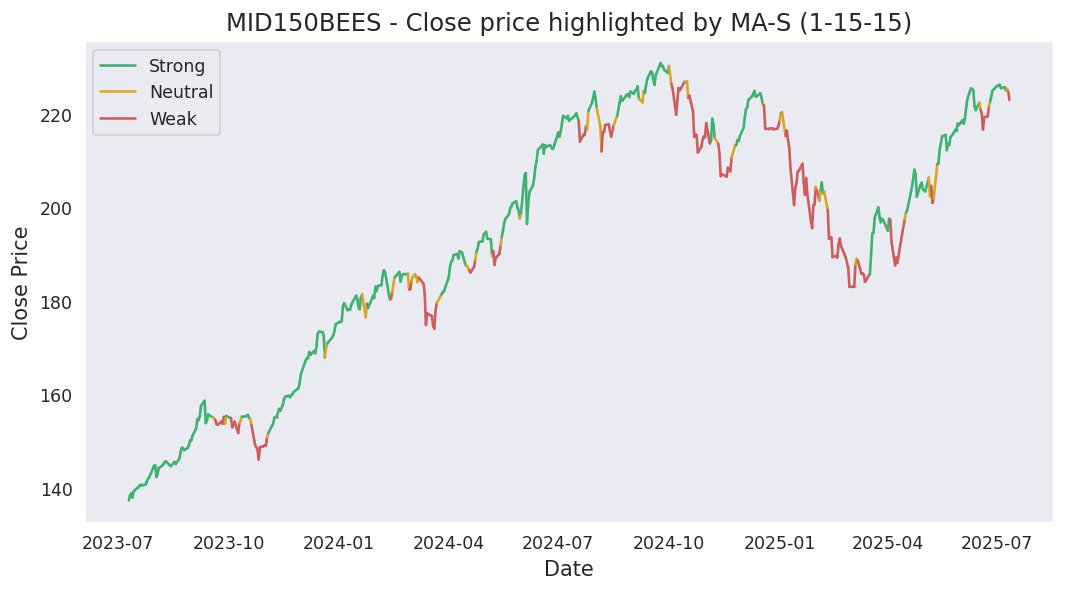 MID150BEES - Close price highlighted by MA-S (1-15-15)
Strong
Neutral
Weak
Close Price
220
200
180
160
140
2023-07 2023-10 2024-01 2024-04 2024-07 2024-10 2025-01 2025-04 2025-07
Date